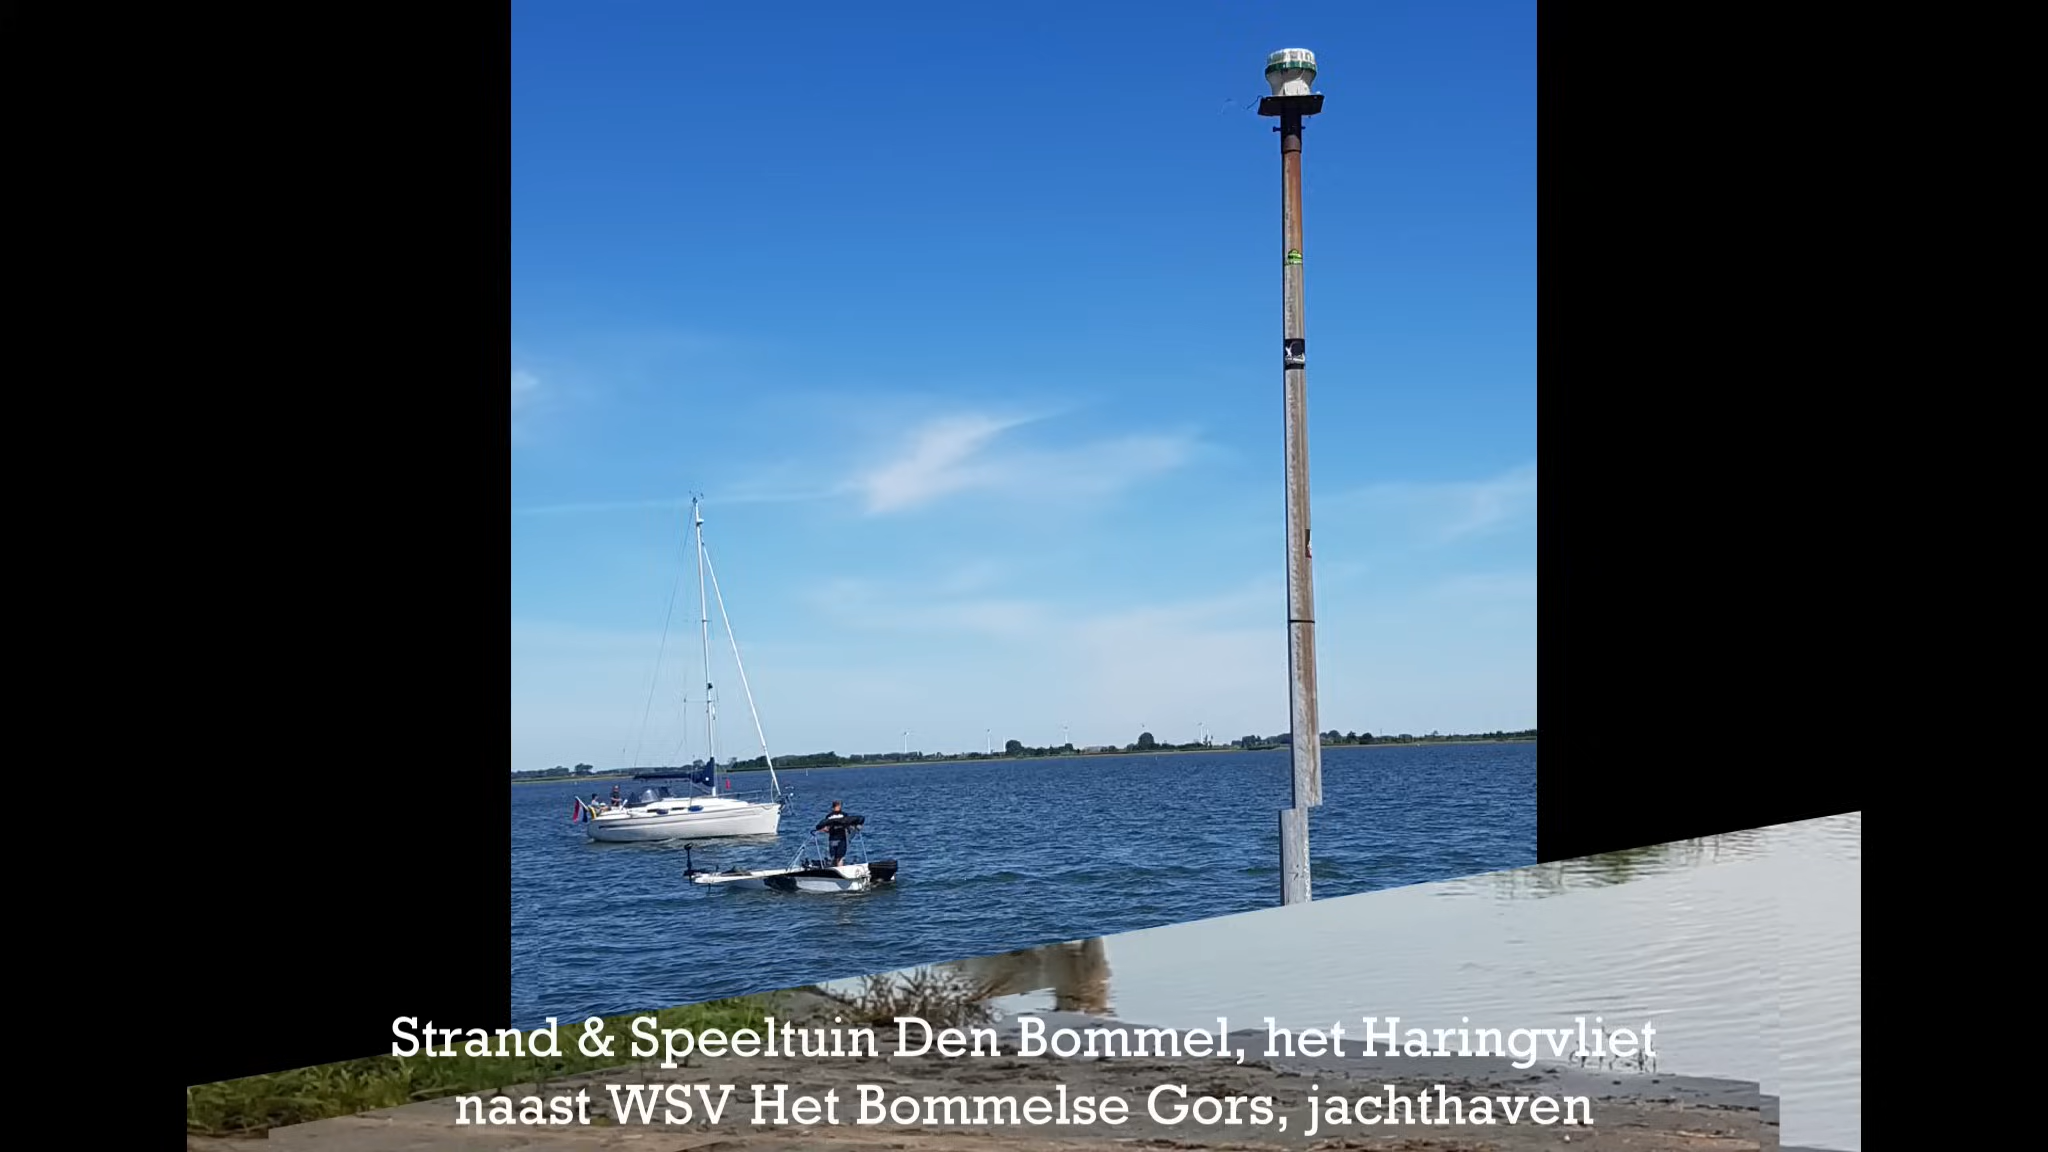 Strand & Speeltuin Den Bommel, het Haringvliet
naast WSV Het Bommelse Gors, jachthaven